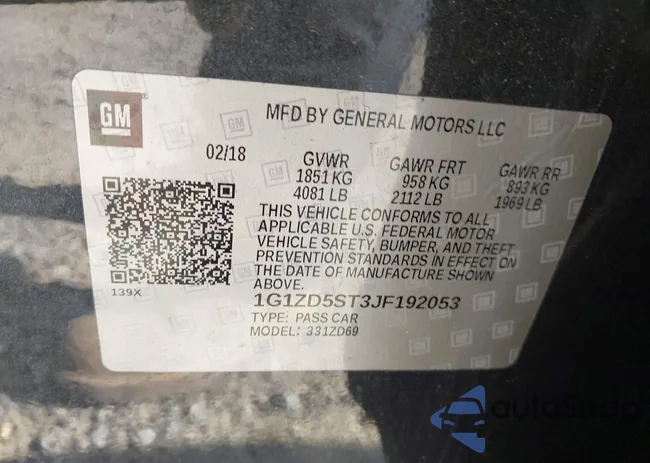 GM
MFD BY GENERAL MOTORS LLC
02/18
GVWR
1851 KG
4081 LB
GAWR FRT
958 KG
2112 LB
GAWR RR
893 KG
1969 LB
THIS VEHICLE CONFORMS TO ALL
APPLICABLE U.S. FEDERAL MOTOR
VEHICLE SAFETY, BUMPER, AND THEFT
PREVENTION STANDARDS IN EFFECT ON
THE DATE OF MANUFACTURE SHOWN
ABOVE.
139X
1G1ZD5ST3JF192053
TYPE: PASS CAR
MODEL: 331ZD69